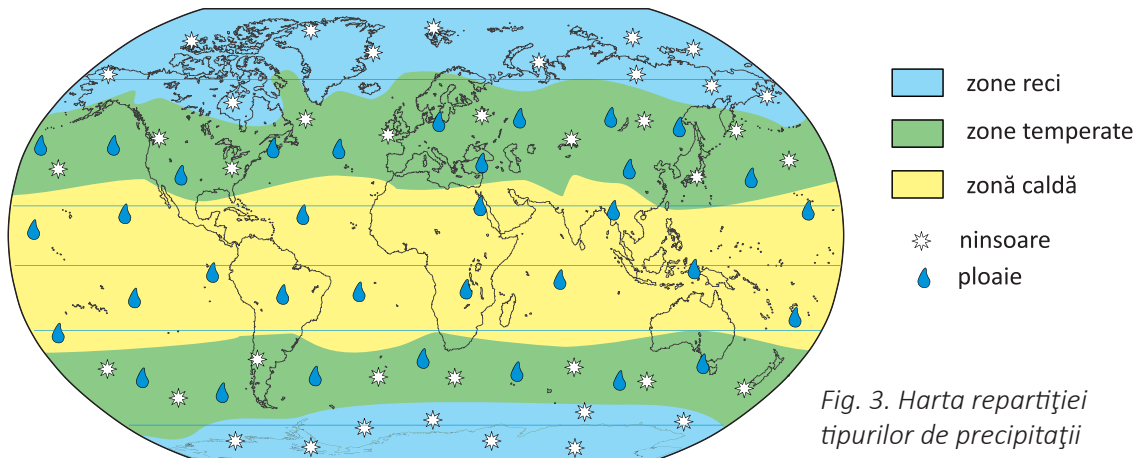 zone reci
zone temperate
zonă caldă
ninsoare
ploaie
Fig. 3. Harta repartiţiei
tipurilor de precipitaţii